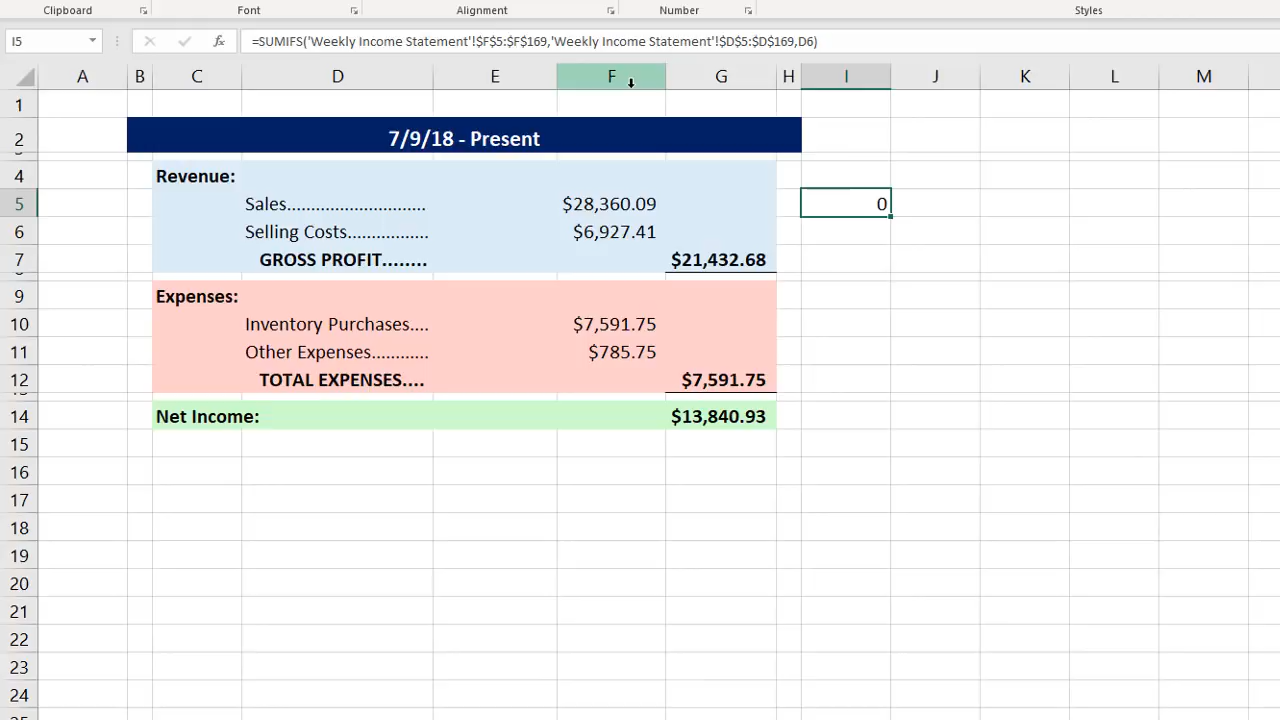 Clipboard Font Alignment Number Styles
I5 fx =SUMIFS('Weekly Income Statement'!$F$5:$F$169,'Weekly Income Statement'!$D$5:$D$169,D6)
A B C D E F G H I J K L M
1
2 7/9/18 - Present
4 Revenue:
5 Sales............................. $28,360.09 0
6 Selling Costs................. $6,927.41
7 GROSS PROFIT........ $21,432.68
9 Expenses:
10 Inventory Purchases.... $7,591.75
11 Other Expenses............ $785.75
12 TOTAL EXPENSES.... $7,591.75
14 Net Income: $13,840.93
15
16
17
18
19
20
21
22
23
24